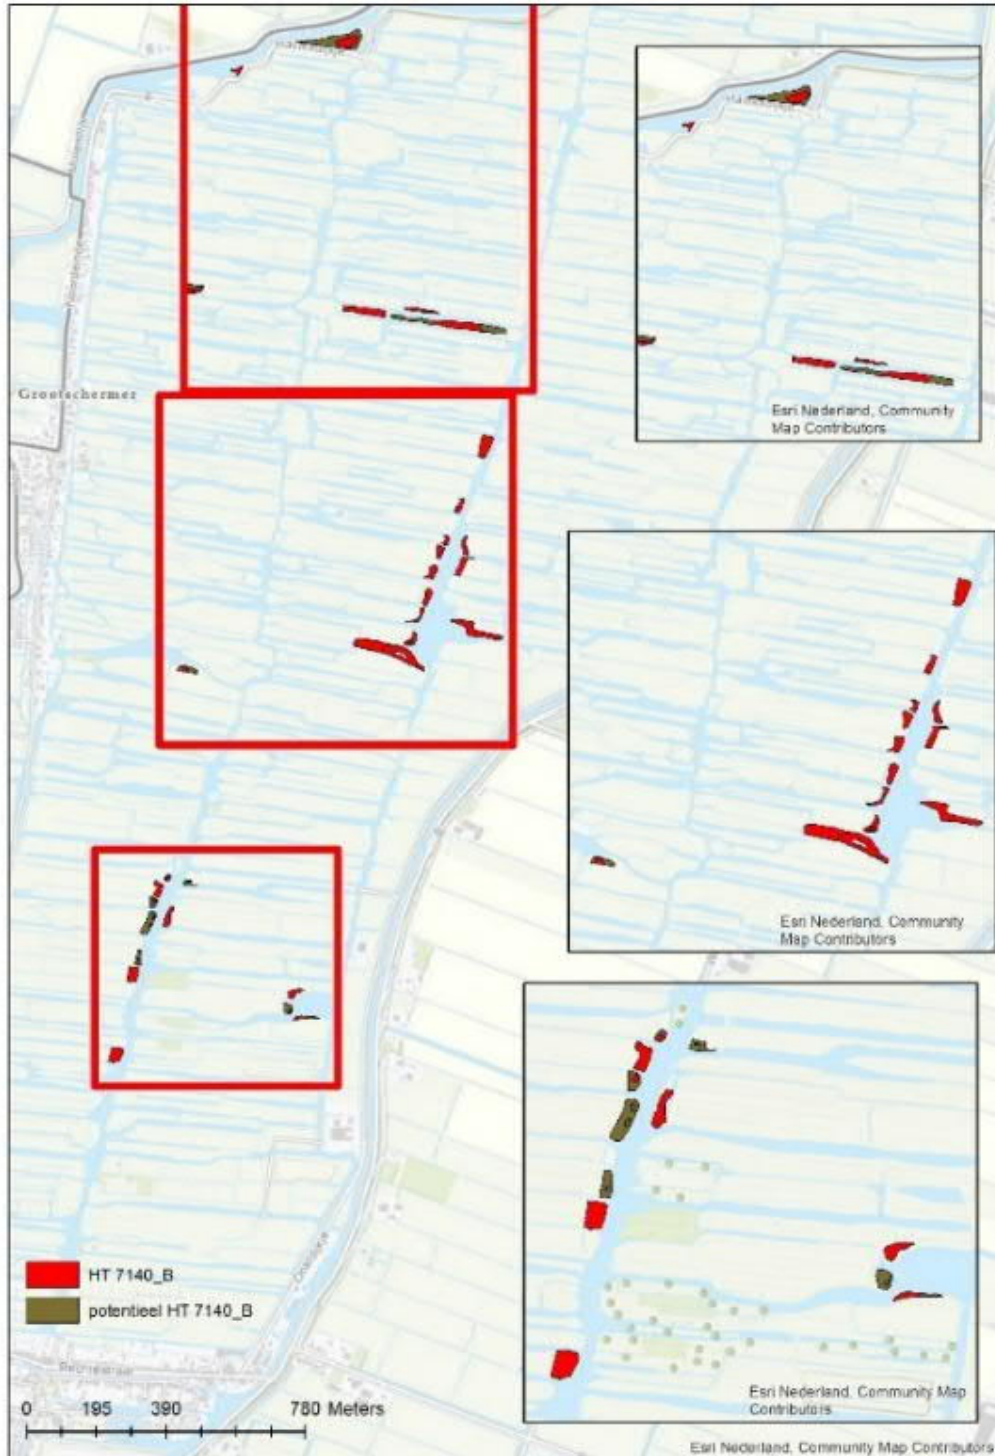 Esri Nederland, Community
Map Contributors
Grootschermer
Esri Nederland, Community
Map Contributors
HT 7140_B
potentieel HT 7140_B
0 195 390 780 Meters
Esri Nederland, Community Map
Contributors
Esri Nederland, Community Map Contributors